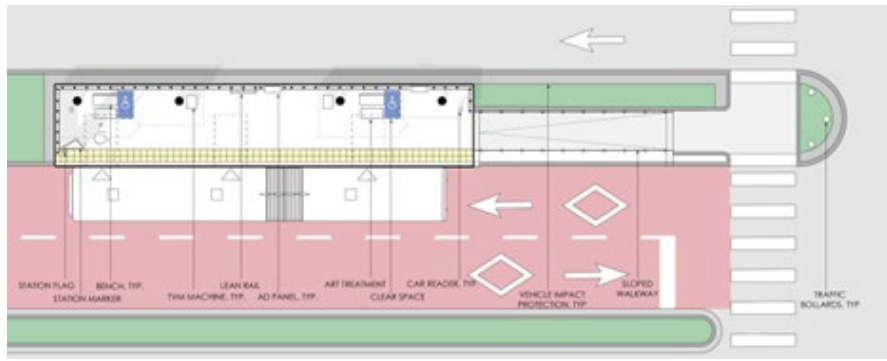 STATION FLAG
BENCH, TYP.
LEAN RAIL
ART TREATMENT
CAR READER, TYP.
SLOPED
WALKWAY
TRAFFIC
BOLLARDS, TYP
STATION MARKER
TVM MACHINE, TYP.
AD PANEL, TYP.
CLEAR SPACE
VEHICLE IMPACT
PROTECTION, TYP